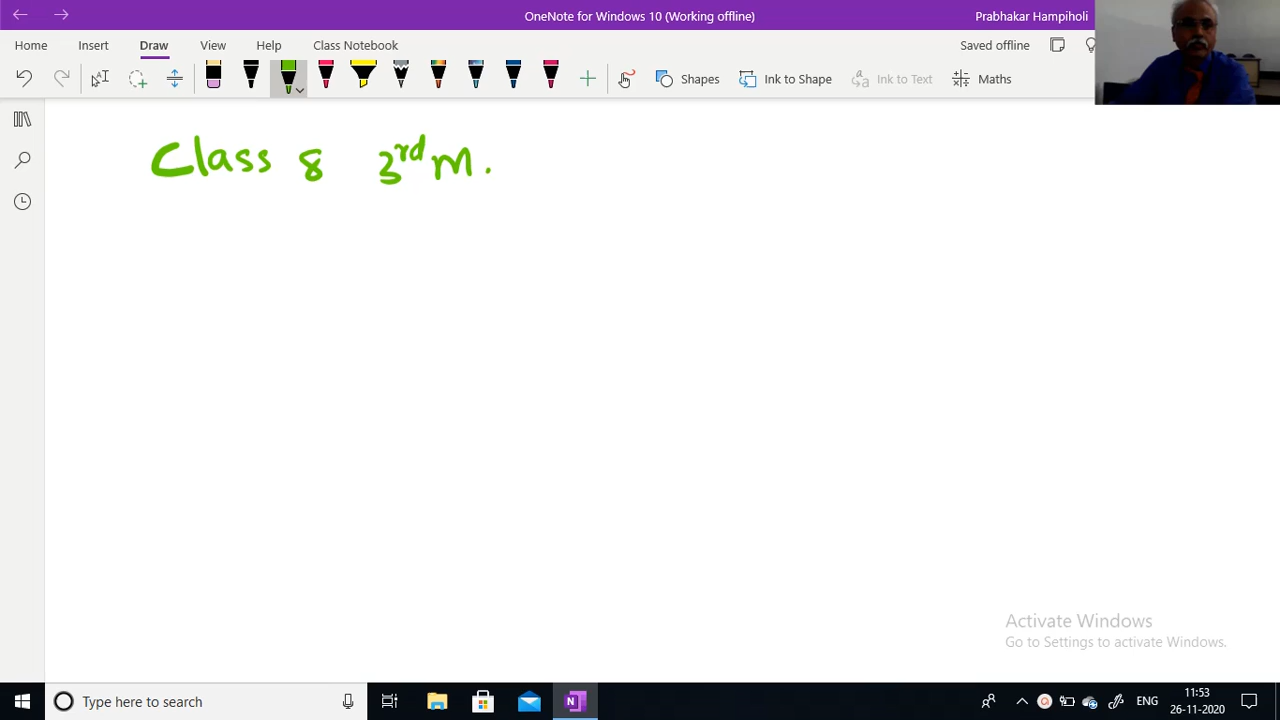 OneNote for Windows 10 (Working offline)
Prabhakar Hampiholi
Home Insert Draw View Help Class Notebook
Saved offline
Shapes Ink to Shape Ink to Text Maths
Class 8 3rd M.
Activate Windows
Go to Settings to activate Windows.
Type here to search
N
ENG
11:53
26-11-2020